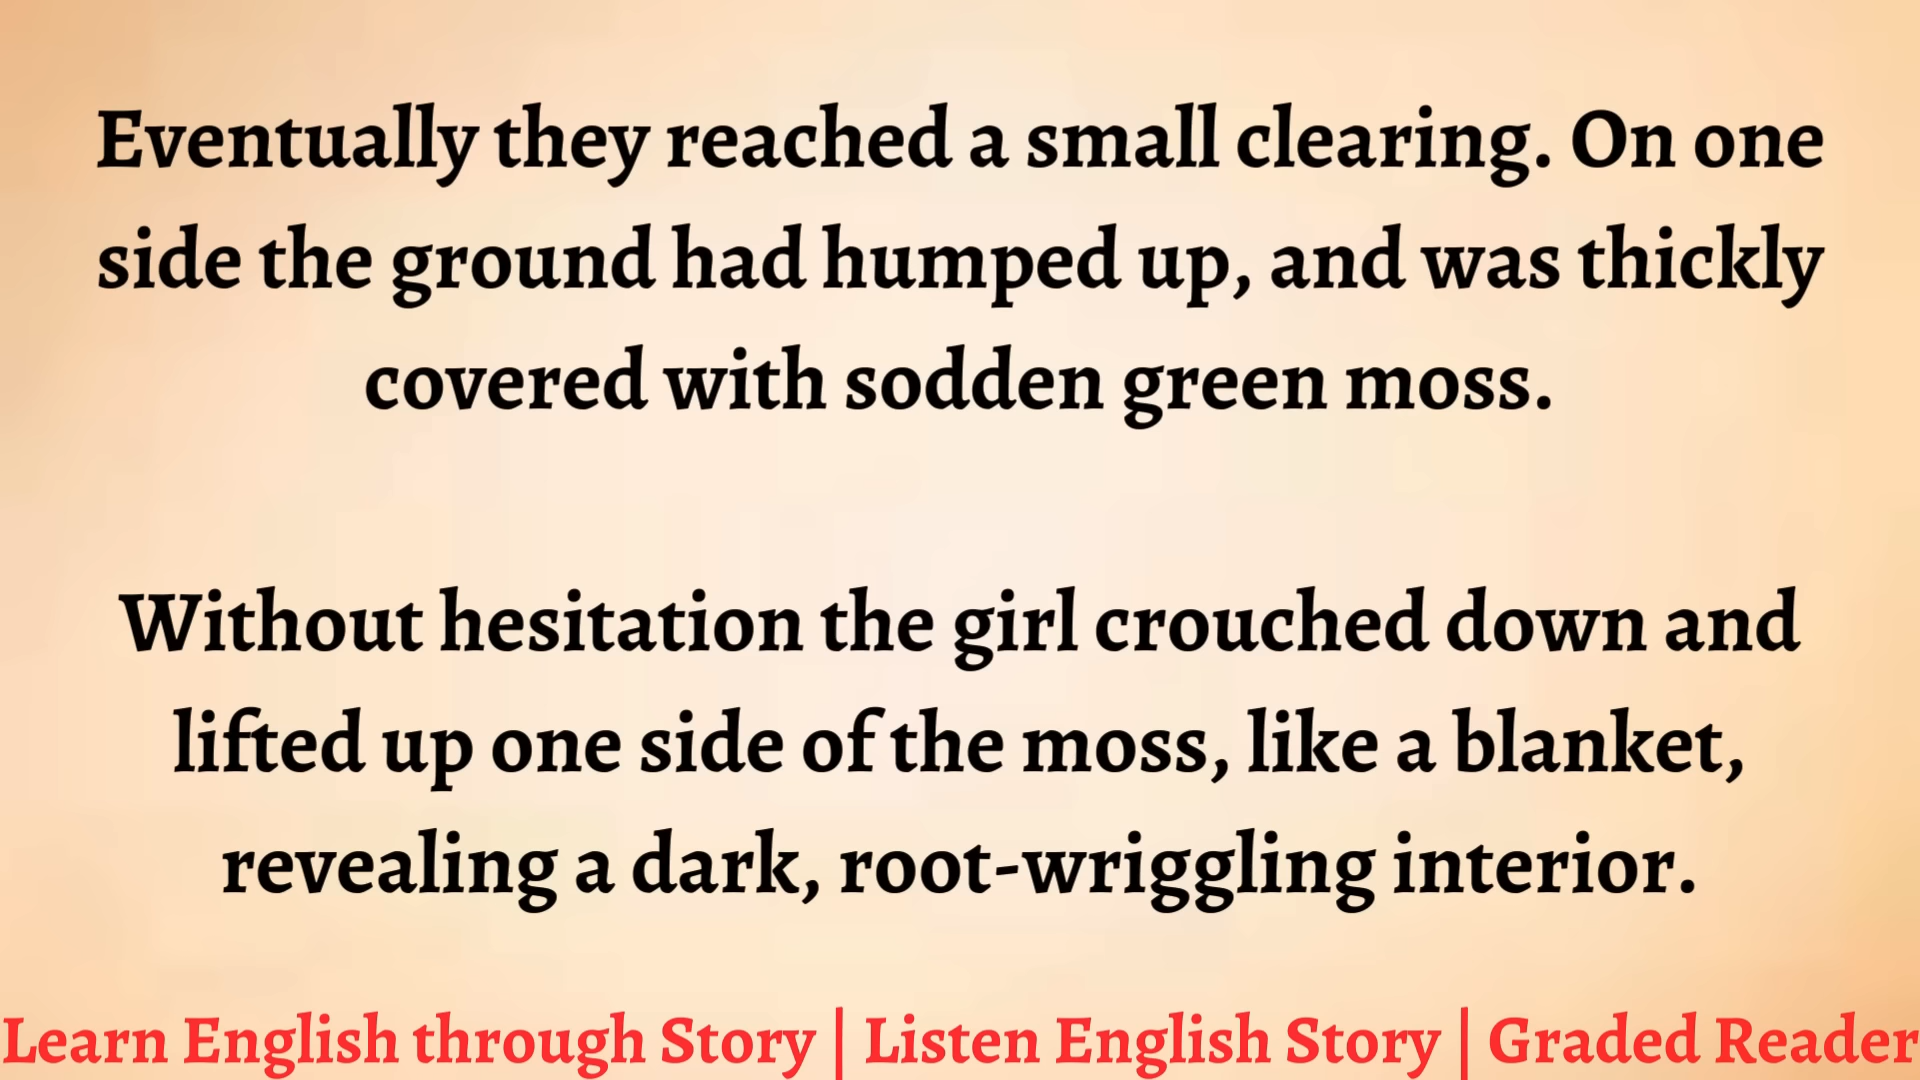 Eventually they reached a small clearing. On one
side the ground had humped up, and was thickly
covered with sodden green moss.
Without hesitation the girl crouched down and
lifted up one side of the moss, like a blanket,
revealing a dark, root-wriggling interior.
Learn English through Story | Listen English Story | Graded Reader